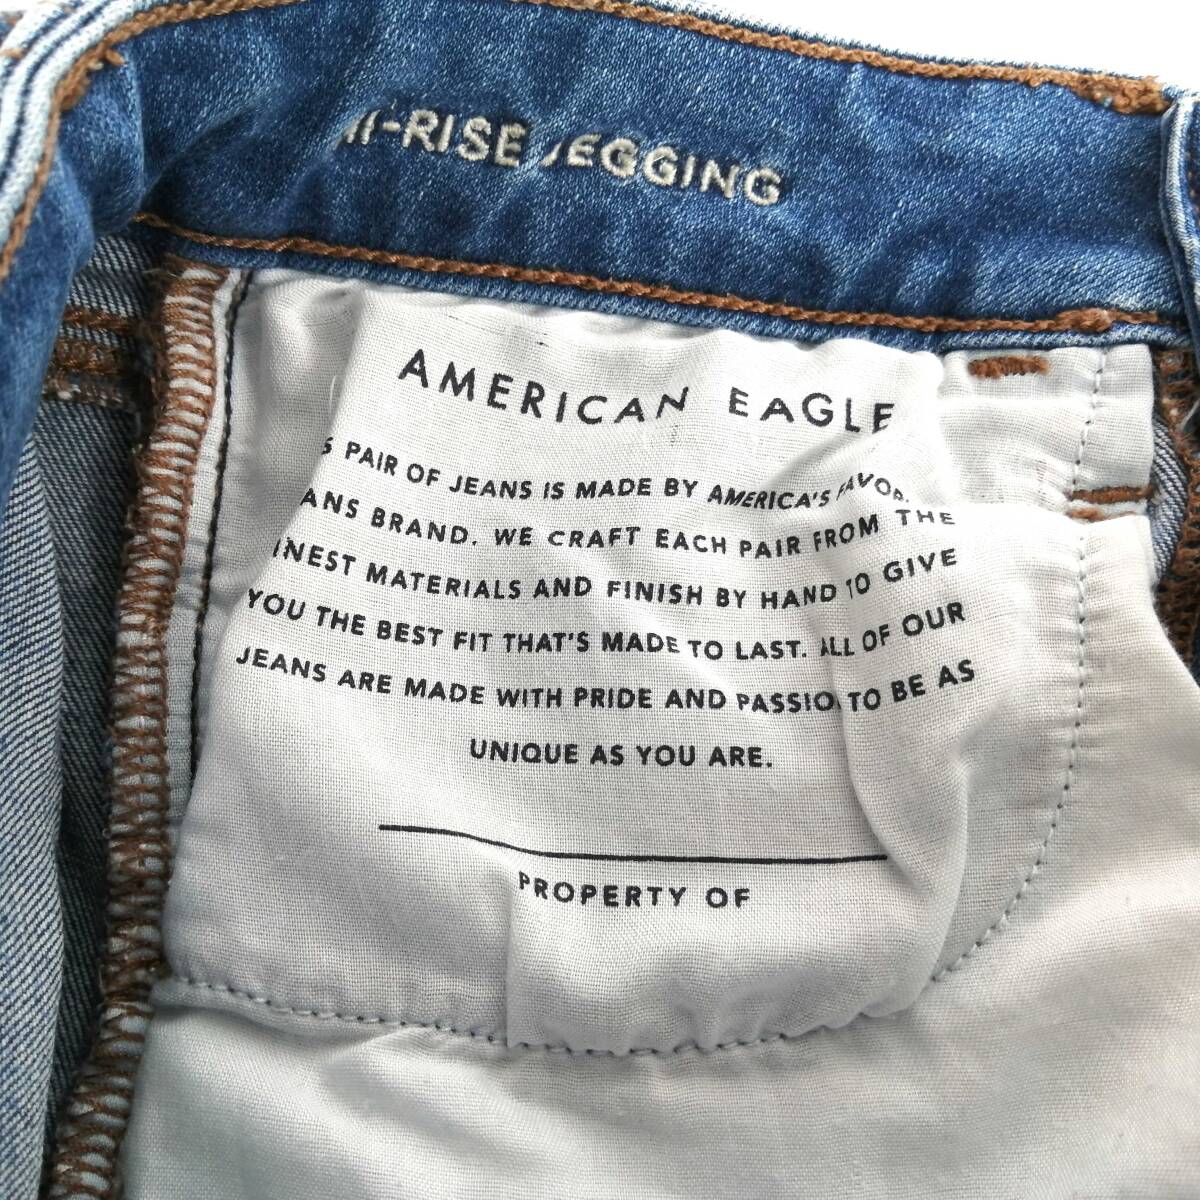 HI-RISE JEGGING
AMERICAN EAGLE
S PAIR OF JEANS IS MADE BY AMERICA'S FAVOR
ANS BRAND. WE CRAFT EACH PAIR FROM THE
INEST MATERIALS AND FINISH BY HAND TO GIVE
YOU THE BEST FIT THAT'S MADE TO LAST. ALL OF OUR
JEANS ARE MADE WITH PRIDE AND PASSIO TO BE AS
UNIQUE AS YOU ARE.
PROPERTY OF